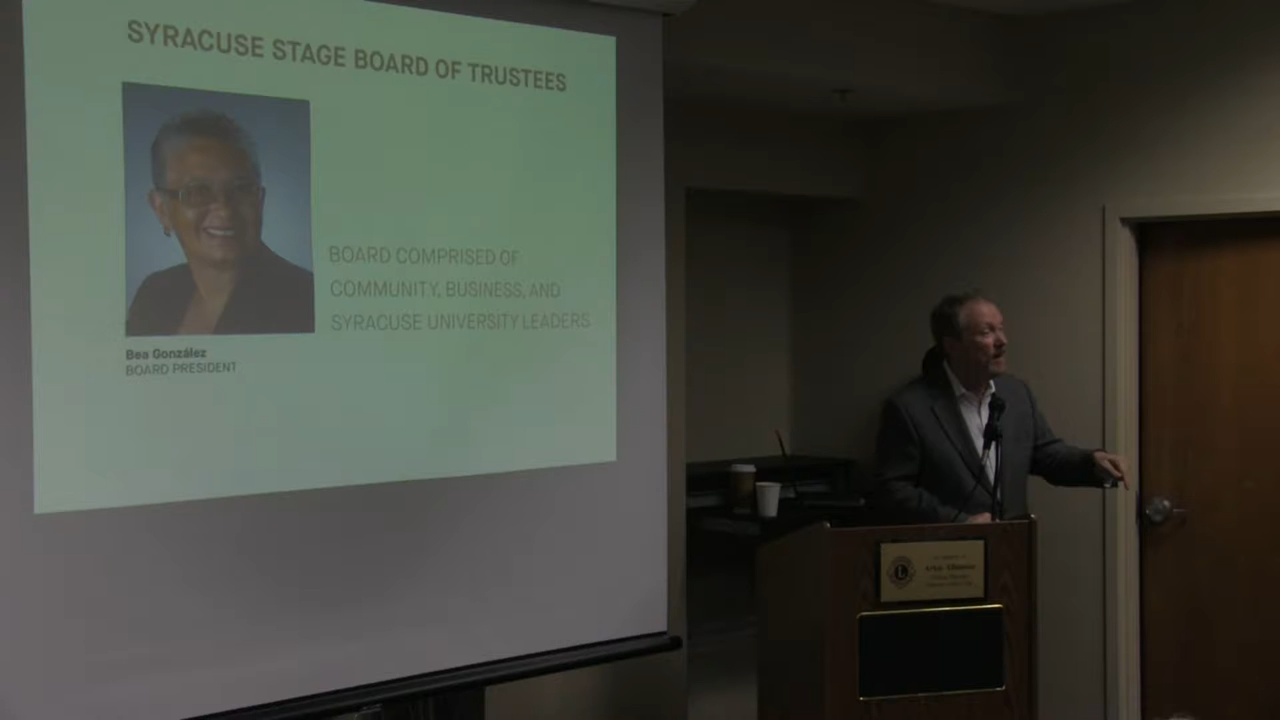 SYRACUSE STAGE BOARD OF TRUSTEES
BOARD COMPRISED OF
COMMUNITY, BUSINESS, AND
SYRACUSE UNIVERSITY LEADERS
Bea González
BOARD PRESIDENT
L